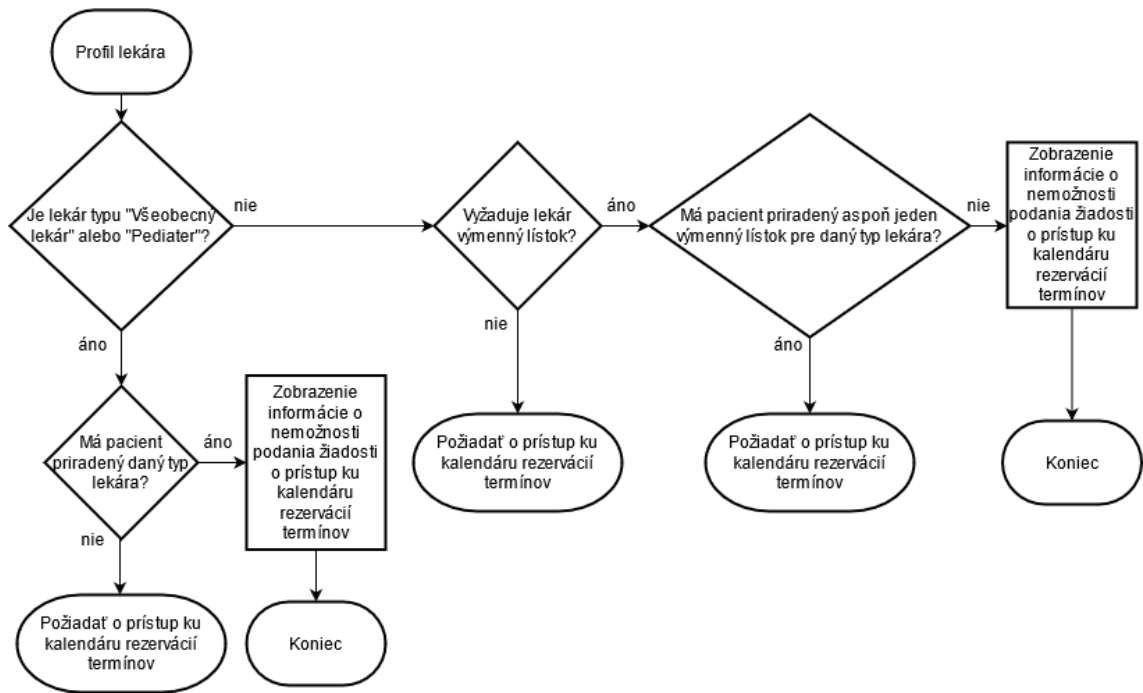 Profil lekára
Je lekár typu "Všeobecný
lekár" alebo "Pediater"?
nie
Vyžaduje lekár
výmenný lístok?
áno
Má pacient priradený aspoň jeden
výmenný lístok pre daný typ lekára?
nie
Zobrazenie
informácie o
nemožnosti
podania žiadosti
o prístup ku
kalendáru
rezervácií
termínov
áno
nie
áno
Má pacient
priradený daný typ
lekára?
áno
Zobrazenie
informácie o
nemožnosti
podania žiadosti
o prístup ku
kalendáru
rezervácií
termínov
Požiadať o prístup ku
kalendáru rezervácií
termínov
Požiadať o prístup ku
kalendáru rezervácií
termínov
Koniec
nie
Požiadať o prístup ku
kalendáru rezervácií
termínov
Koniec